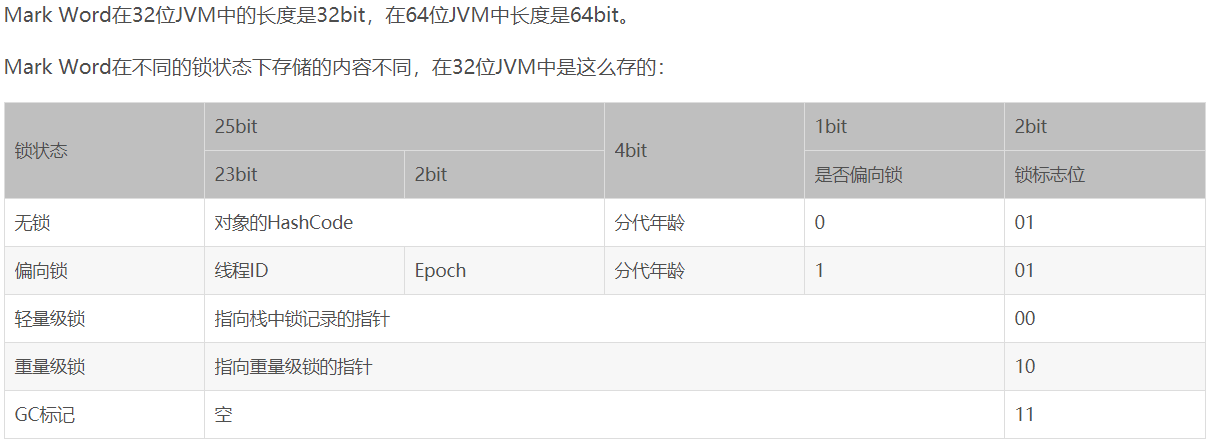 Mark Word在32位JVM中的长度是32bit，在64位JVM中长度是64bit。
Mark Word在不同的锁状态下存储的内容不同，在32位JVM中是这么存的：
锁状态 25bit 4bit 1bit 2bit
23bit 2bit 是否偏向锁 锁标志位
无锁 对象的HashCode 分代年龄 0 01
偏向锁 线程ID Epoch 分代年龄 1 01
轻量级锁 指向栈中锁记录的指针 00
重量级锁 指向重量级锁的指针 10
GC标记 空 11